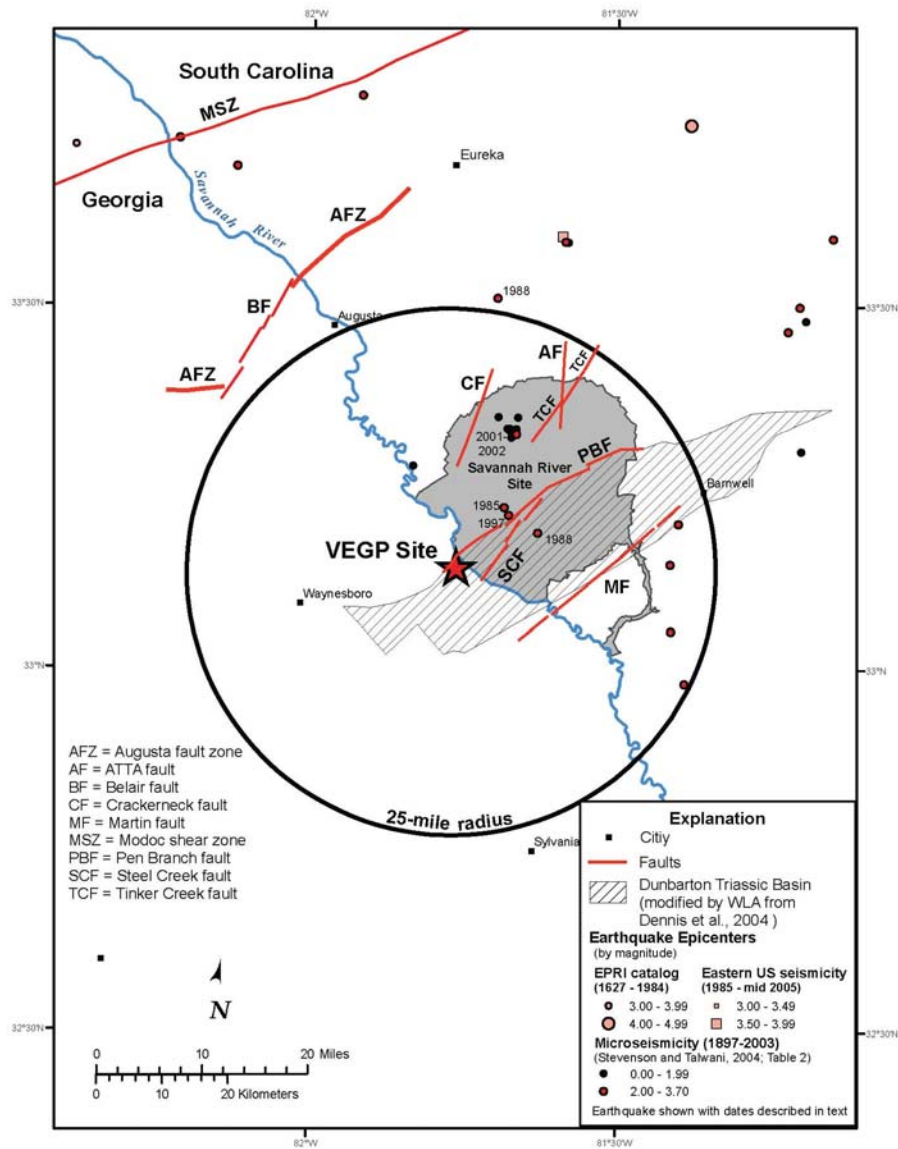 82°W
81°30'W
South Carolina
MSZ
Eureka
Georgia
Savannah
River
AFZ
1988
33°30'N
33°30'N
BF
Augusta
AF
TCF
AFZ
CF
TCF
2001-
2002
PBF
Savannah River
Site
Barnwell
1985
1997
1988
VEGP Site
SCF
MF
Waynesboro
33°N
33°N
AFZ = Augusta fault zone
AF = ATTA fault
BF = Belair fault
CF = Crackerneck fault
MF = Martin fault
MSZ = Modoc shear zone
PBF = Pen Branch fault
SCF = Steel Creek fault
TCF = Tinker Creek fault
25-mile radius
Sylvania
Explanation
Citiy
Faults
Dunbarton Triassic Basin
(modified by WLA from
Dennis et al., 2004 )
Earthquake Epicenters
(by magnitude)
EPRI catalog Eastern US seismicity
(1627 - 1984) (1985 - mid 2005)
3.00 - 3.99 3.00 - 3.49
4.00 - 4.99 3.50 - 3.99
Microseismicity (1897-2003)
(Stevenson and Talwani, 2004; Table 2)
0.00 - 1.99
2.00 - 3.70
Earthquake shown with dates described in text
N
32°30'N
32°30'N
0 10 20 Miles
0 10 20 Kilometers
82°W
81°30'W